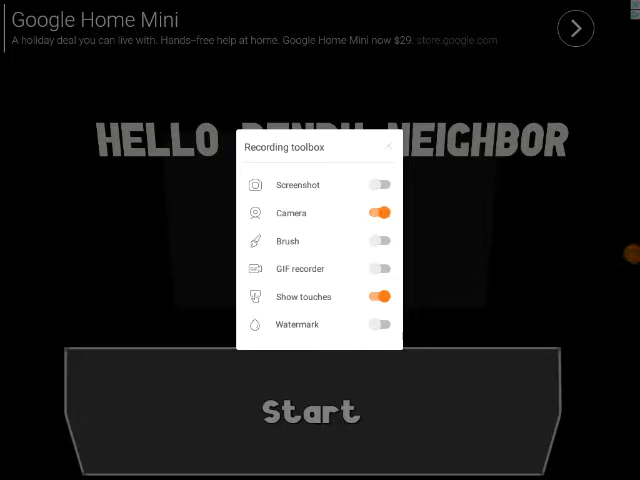 Google Home Mini
A holiday deal you can live with. Hands-free help at home. Google Home Mini now $29. store.google.com
HELLO NEIGHBOR
Recording toolbox
Screenshot
Camera
Brush
GIF recorder
Show touches
Watermark
Start